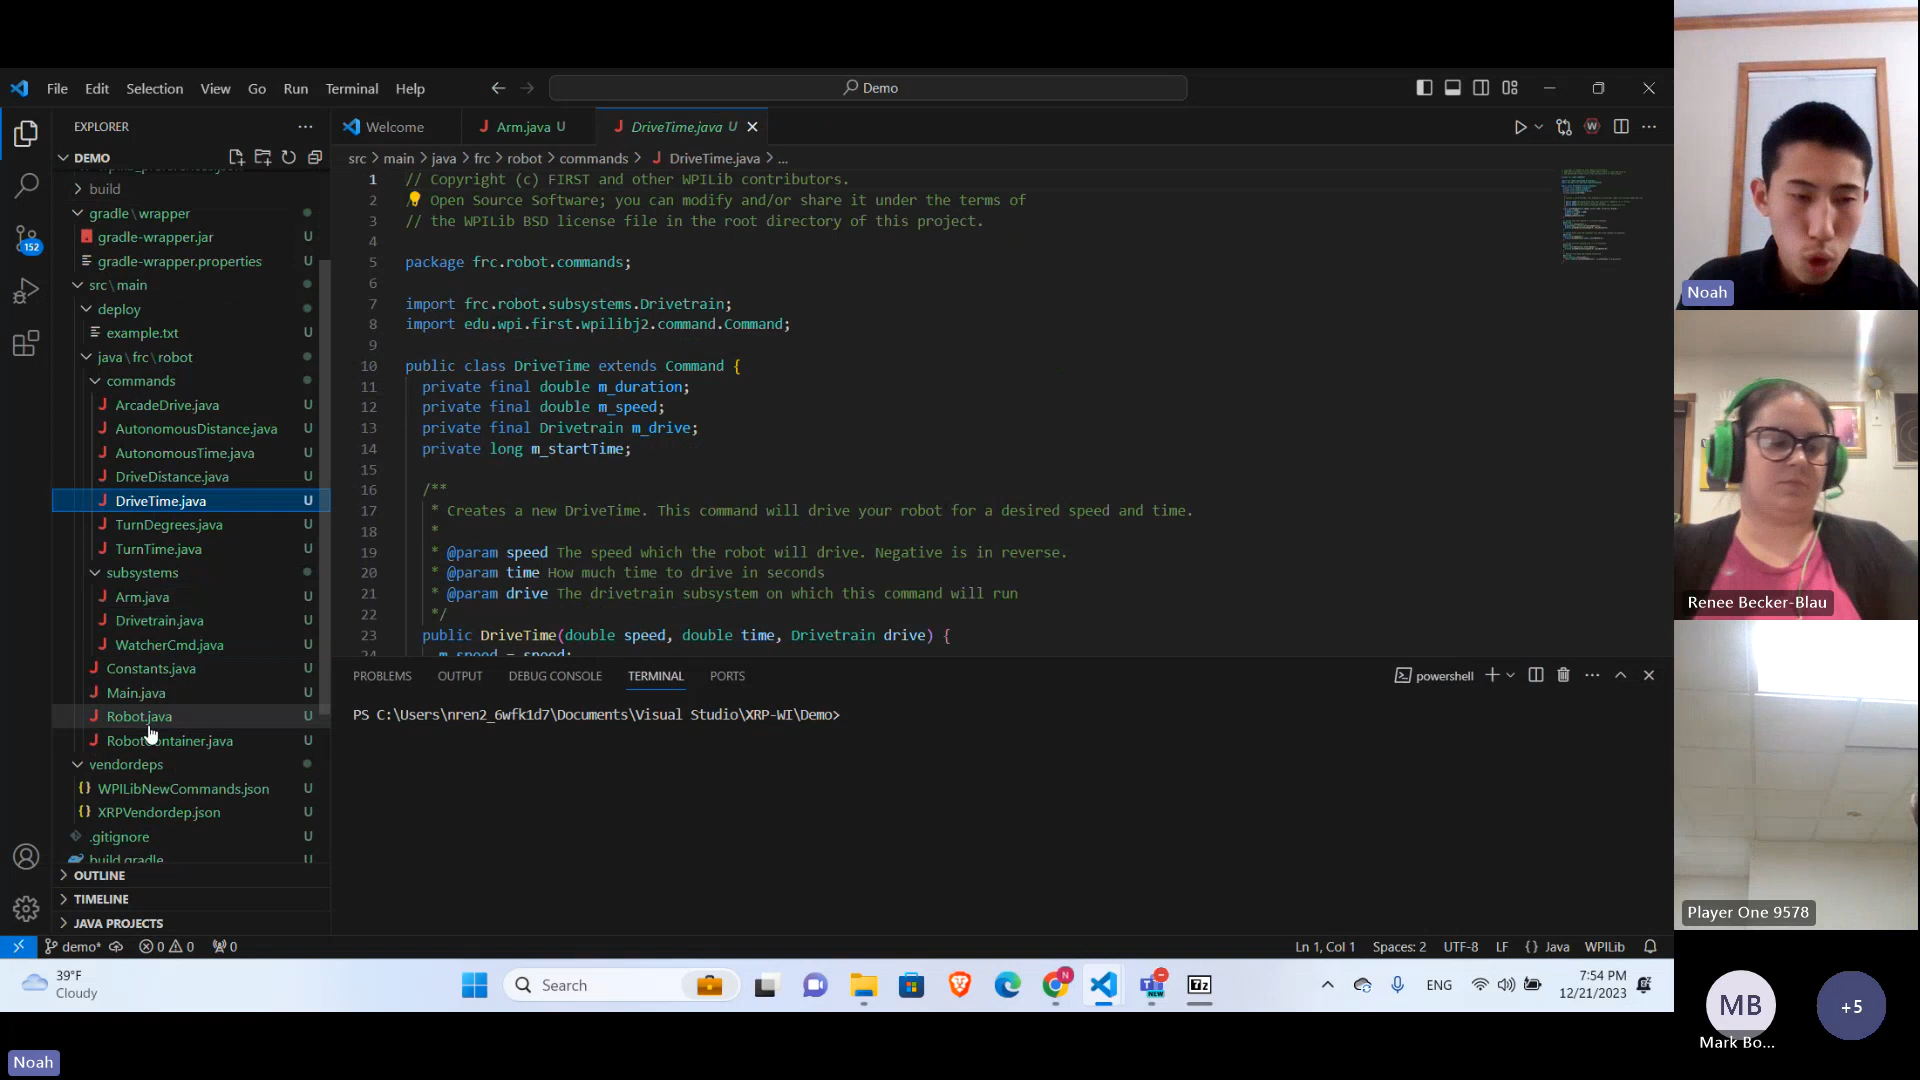 File Edit Selection View Go Run Terminal Help
Demo
EXPLORER
Welcome
Arm.java U
DriveTime.java U
DEMO
src > main > java > frc > robot > commands > DriveTime.java > ...
build
gradle\wrapper
gradle-wrapper.jar U
gradle-wrapper.properties U
src\main
deploy
example.txt U
java\frc\robot
commands
ArcadeDrive.java U
AutonomousDistance.java U
AutonomousTime.java U
DriveDistance.java U
DriveTime.java U
TurnDegrees.java U
TurnTime.java U
subsystems
Arm.java U
Drivetrain.java U
WatcherCmd.java U
Constants.java U
Main.java U
Robot.java U
RobotContainer.java U
vendordeps
WPILibNewCommands.json U
XRPVendordep.json U
.gitignore U
build.gradle U
OUTLINE
TIMELINE
JAVA PROJECTS
152
1 // Copyright (c) FIRST and other WPILib contributors.
2 // Open Source Software; you can modify and/or share it under the terms of
3 // the WPILib BSD license file in the root directory of this project.
4
5 package frc.robot.commands;
6
7 import frc.robot.subsystems.Drivetrain;
8 import edu.wpi.first.wpilibj2.command.Command;
9
10 public class DriveTime extends Command {
11 private final double m_duration;
12 private final double m_speed;
13 private final Drivetrain m_drive;
14 private long m_startTime;
15
16 /**
17 * Creates a new DriveTime. This command will drive your robot for a desired speed and time.
18 *
19 * @param speed The speed which the robot will drive. Negative is in reverse.
20 * @param time How much time to drive in seconds
21 * @param drive The drivetrain subsystem on which this command will run
22 */
23 public DriveTime(double speed, double time, Drivetrain drive) {
24 m_speed = speed;
PROBLEMS OUTPUT DEBUG CONSOLE TERMINAL PORTS
powershell
PS C:\Users\nren2_6wfk1d7\Documents\Visual Studio\XRP-WI\Demo>
demo* 0 0 0
Ln 1, Col 1 Spaces: 2 UTF-8 LF {} Java WPILib
39°F
Cloudy
Search
NEW
ENG
7:54 PM
12/21/2023
Noah
Renee Becker-Blau
Player One 9578
MB
Mark Bo...
+5
Noah